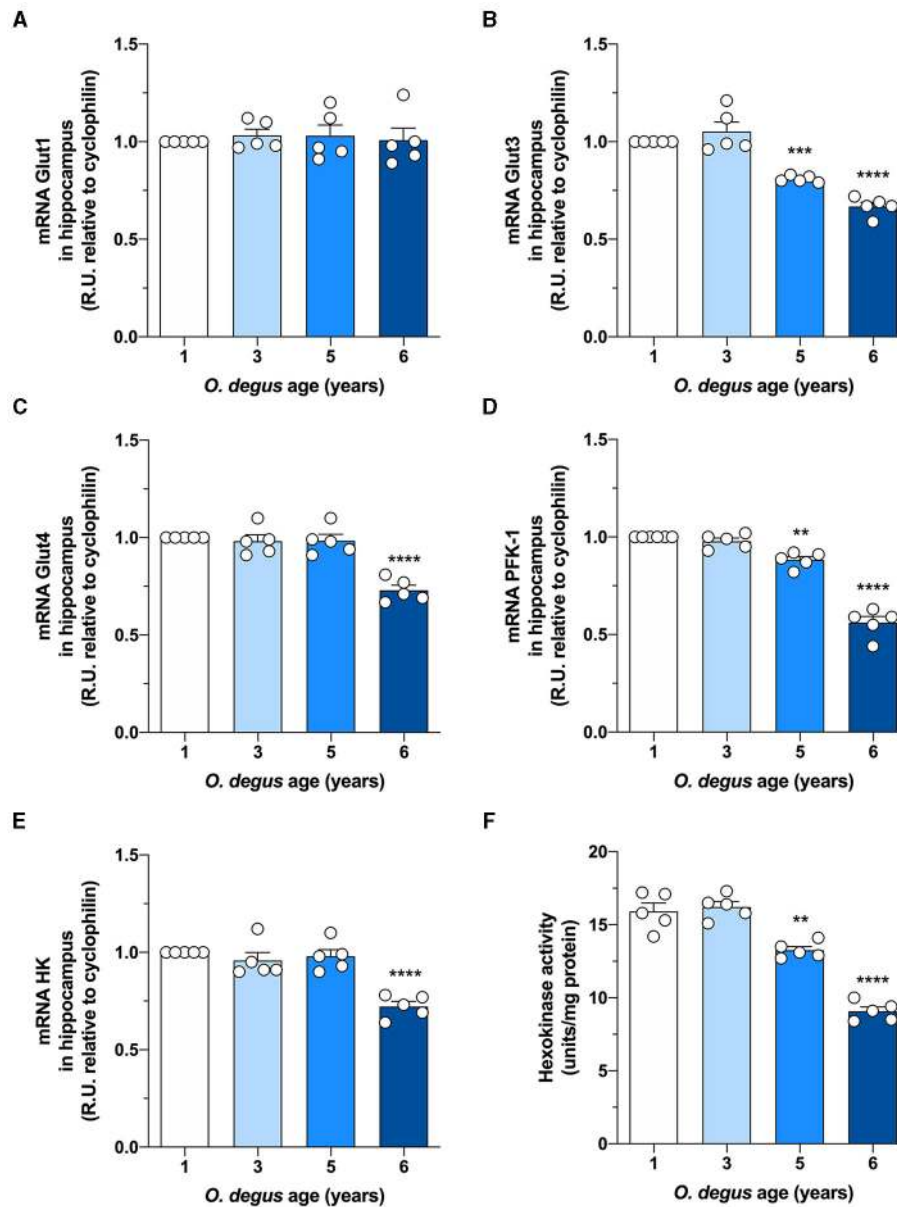 A
mRNA Glut1
in hippocampus
(R.U. relative to cyclophilin)
1.5
1.0
0.5
0.0
1 3 5 6
O. degus age (years)
B
mRNA Glut3
in hippocampus
(R.U. relative to cyclophilin)
1.5
1.0
0.5
0.0
***
****
1 3 5 6
O. degus age (years)
C
mRNA Glut4
in hippocampus
(R.U. relative to cyclophilin)
1.5
1.0
0.5
0.0
****
1 3 5 6
O. degus age (years)
D
mRNA PFK-1
in hippocampus
(R.U. relative to cyclophilin)
1.5
1.0
0.5
0.0
**
****
1 3 5 6
O. degus age (years)
E
mRNA HK
in hippocampus
(R.U. relative to cyclophilin)
1.5
1.0
0.5
0.0
****
1 3 5 6
O. degus age (years)
F
Hexokinase activity
(units/mg protein)
20
15
10
5
0
**
****
1 3 5 6
O. degus age (years)